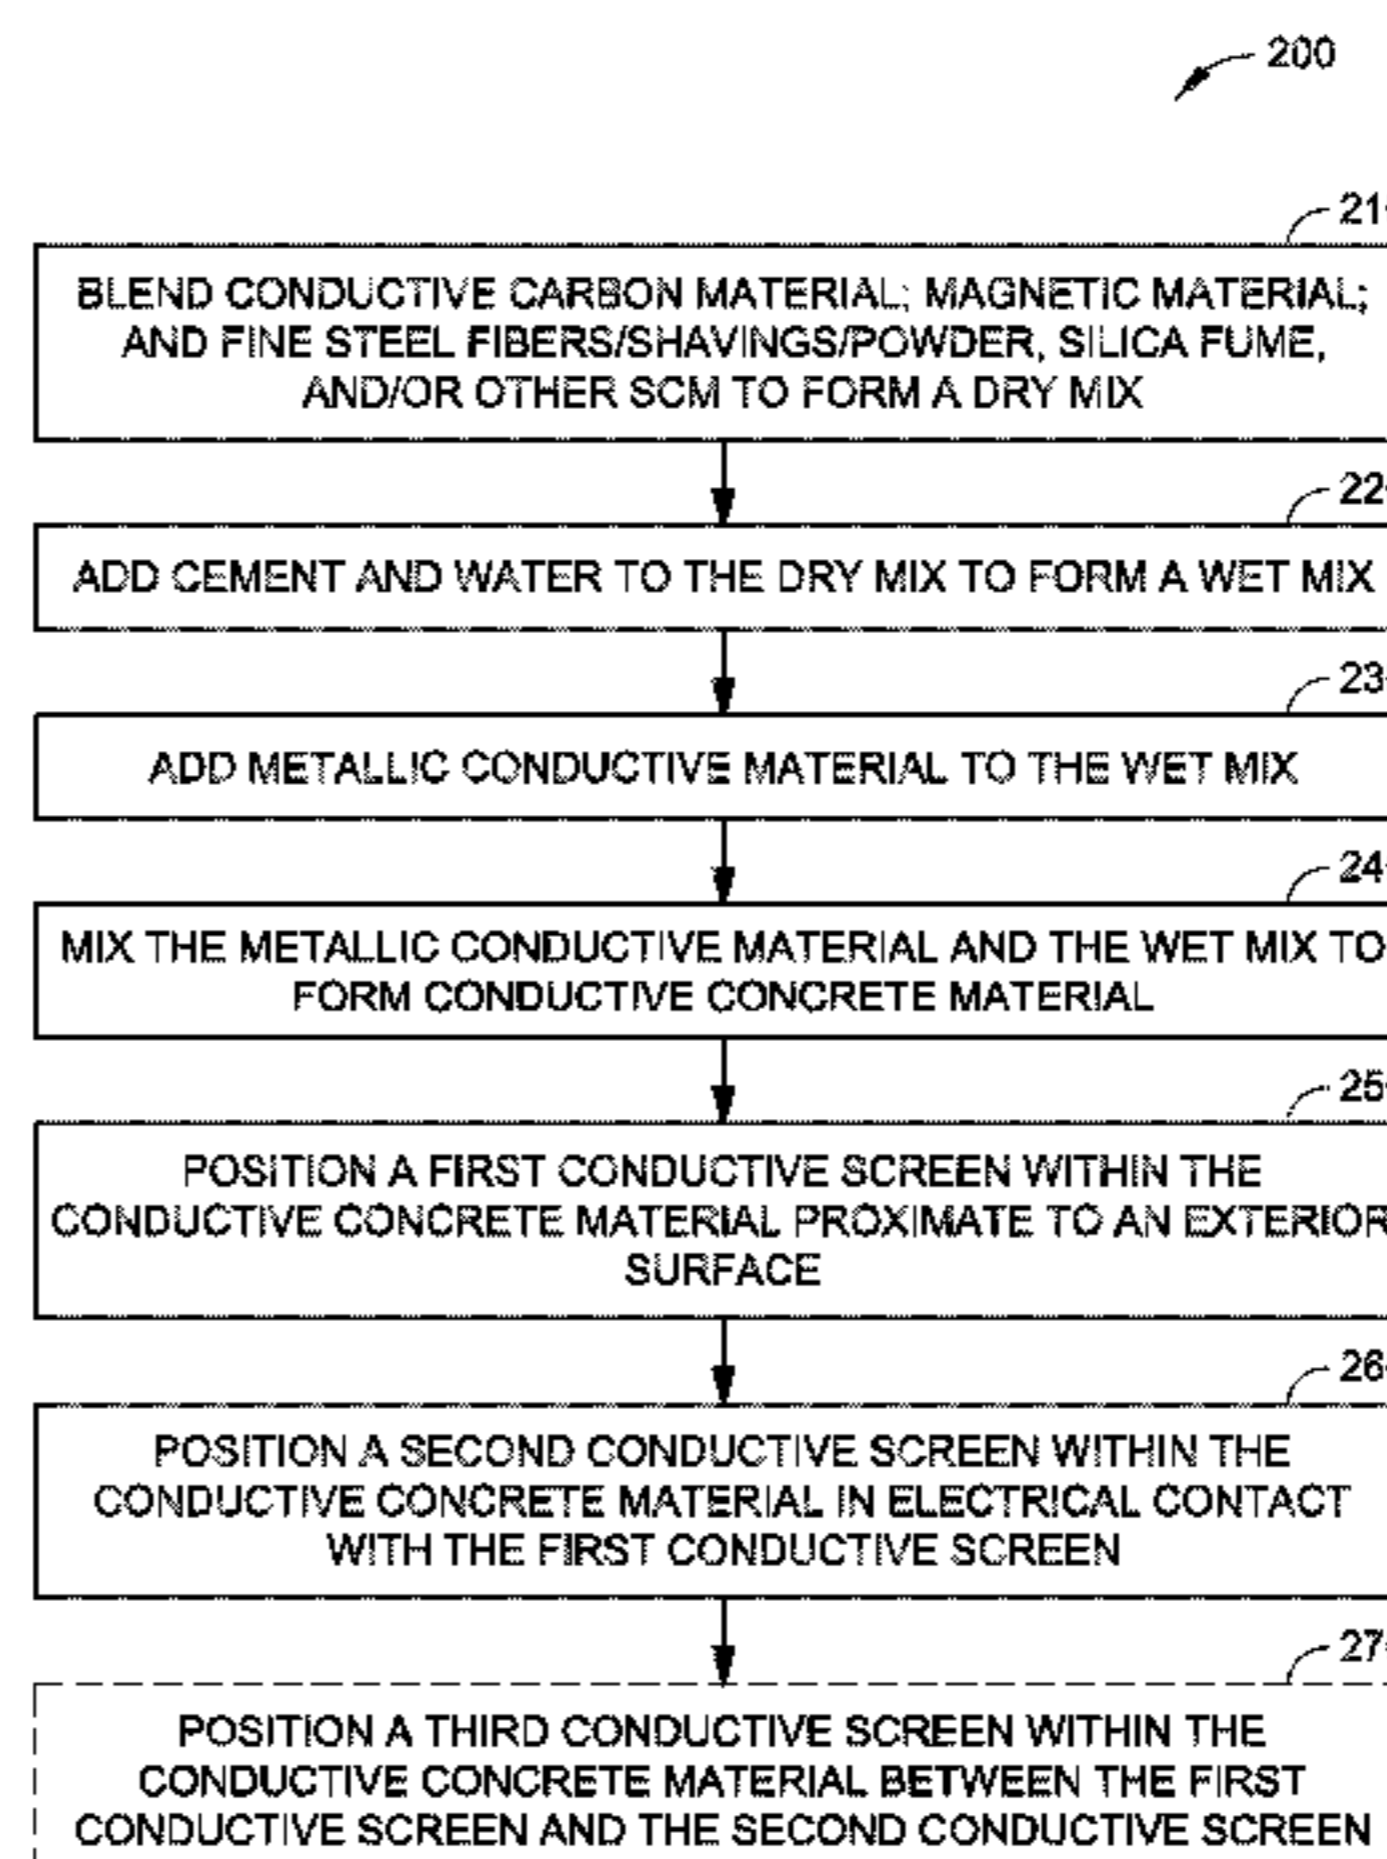 200
21
BLEND CONDUCTIVE CARBON MATERIAL; MAGNETIC MATERIAL;
AND FINE STEEL FIBERS/SHAVINGS/POWDER, SILICA FUME,
AND/OR OTHER SCM TO FORM A DRY MIX
22
ADD CEMENT AND WATER TO THE DRY MIX TO FORM A WET MIX
23
ADD METALLIC CONDUCTIVE MATERIAL TO THE WET MIX
24
MIX THE METALLIC CONDUCTIVE MATERIAL AND THE WET MIX TO
FORM CONDUCTIVE CONCRETE MATERIAL
25
POSITION A FIRST CONDUCTIVE SCREEN WITHIN THE
CONDUCTIVE CONCRETE MATERIAL PROXIMATE TO AN EXTERIOR
SURFACE
26
POSITION A SECOND CONDUCTIVE SCREEN WITHIN THE
CONDUCTIVE CONCRETE MATERIAL IN ELECTRICAL CONTACT
WITH THE FIRST CONDUCTIVE SCREEN
27
POSITION A THIRD CONDUCTIVE SCREEN WITHIN THE
CONDUCTIVE CONCRETE MATERIAL BETWEEN THE FIRST
CONDUCTIVE SCREEN AND THE SECOND CONDUCTIVE SCREEN